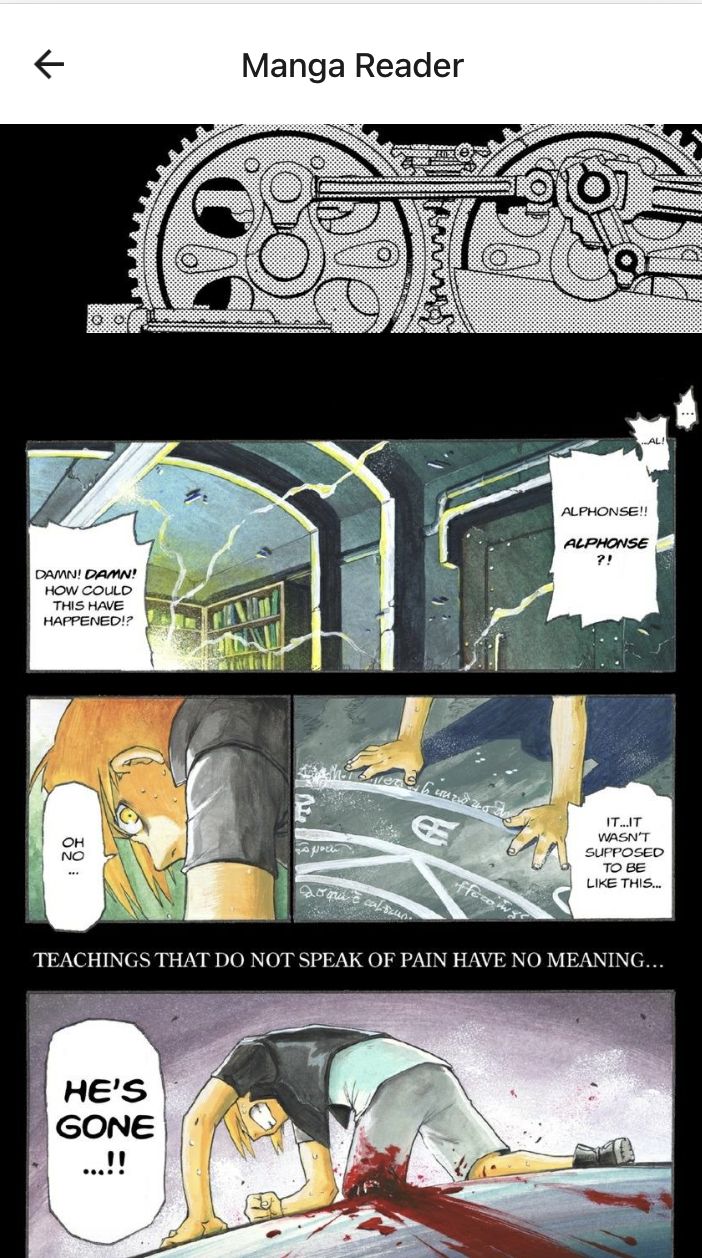 Manga Reader
...
...AL!
ALPHONSE!!
ALPHONSE
?!
DAMN! DAMN!
HOW COULD
THIS HAVE
HAPPENED!?
IT...IT
WASN'T
SUPPOSED
TO BE
LIKE THIS...
OH
NO
...
TEACHINGS THAT DO NOT SPEAK OF PAIN HAVE NO MEANING...
HE'S
GONE
...!!